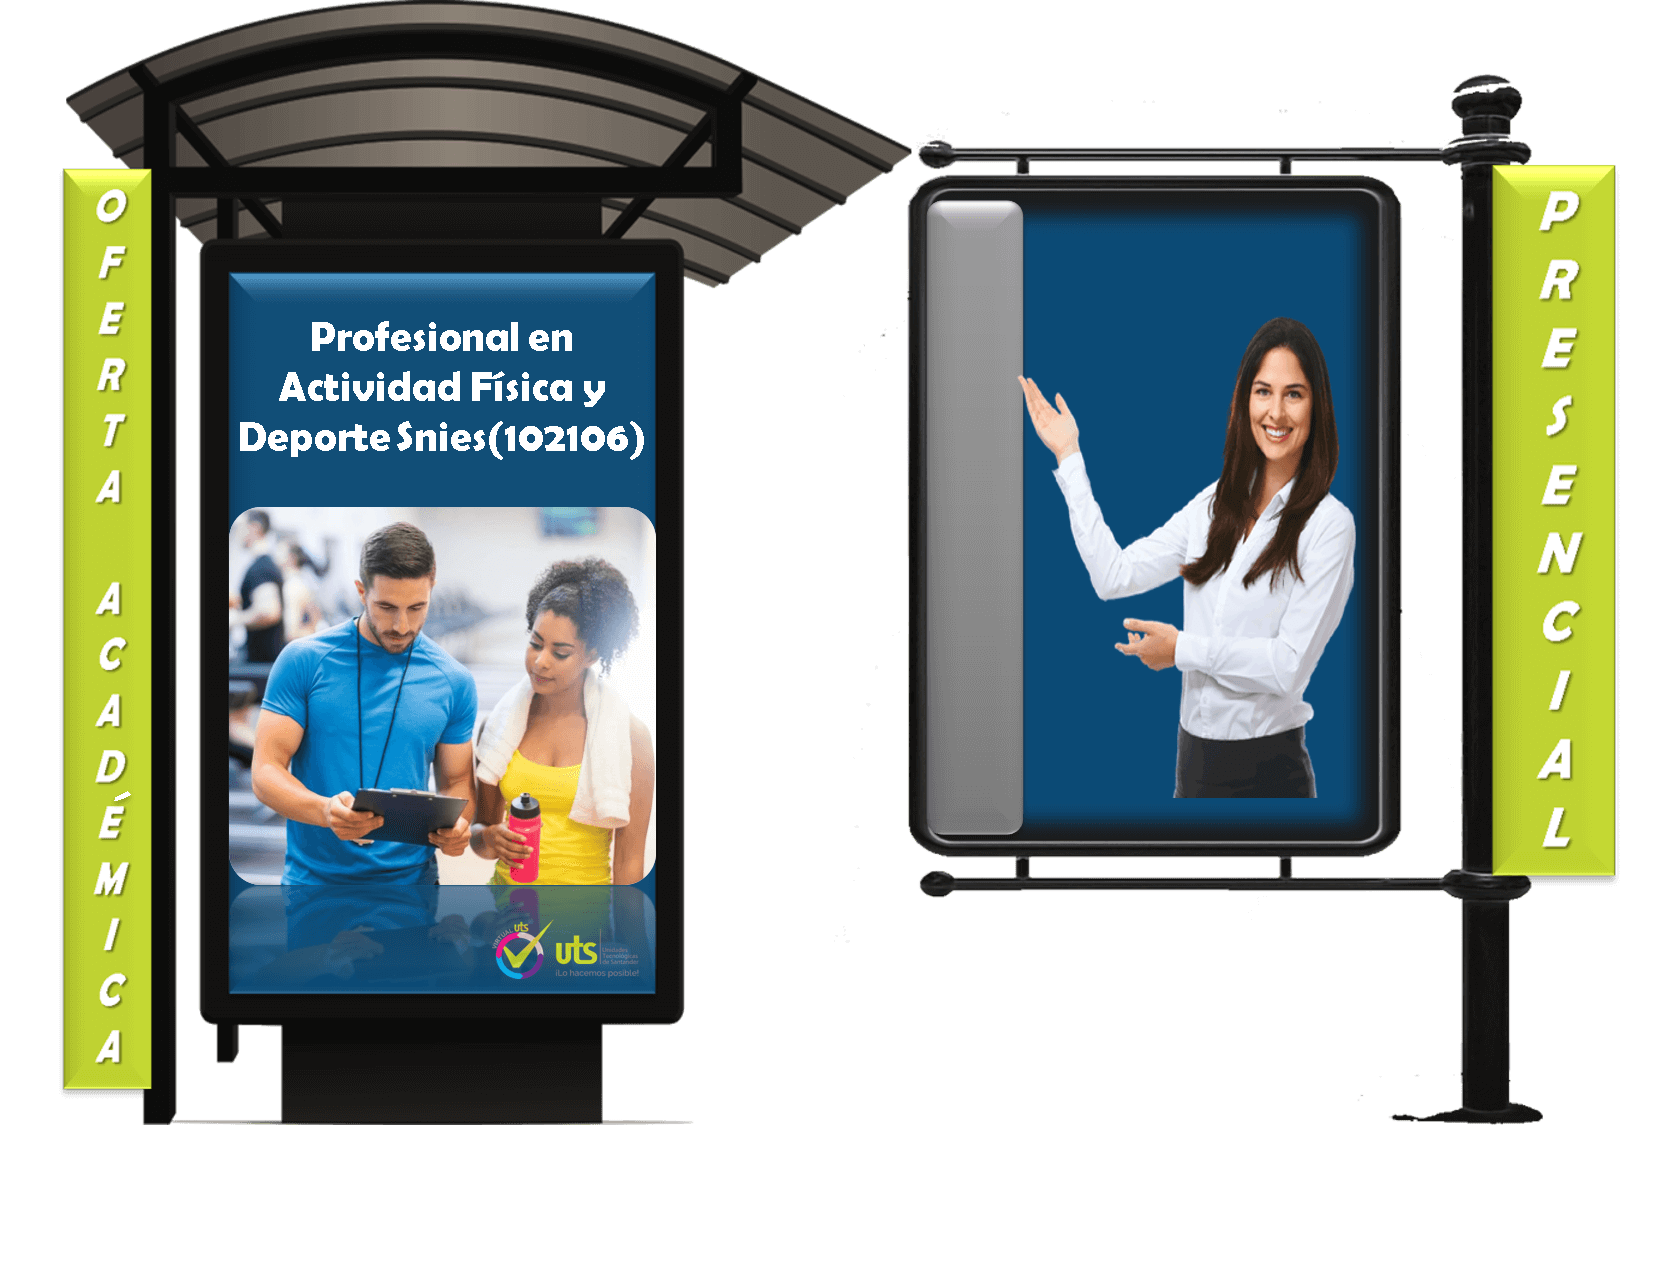 OFERTA ACADÉMICA
Profesional en
Actividad Física y
Deporte Snies(102106)
VIRTUAL uts
uts
Unidades
Tecnológicas
de Santander
¡Lo hacemos posible!
PRESENCIAL